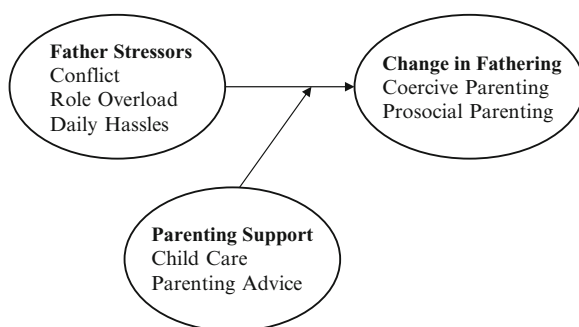 Father Stressors
Conflict
Role Overload
Daily Hassles
Change in Fathering
Coercive Parenting
Prosocial Parenting
Parenting Support
Child Care
Parenting Advice